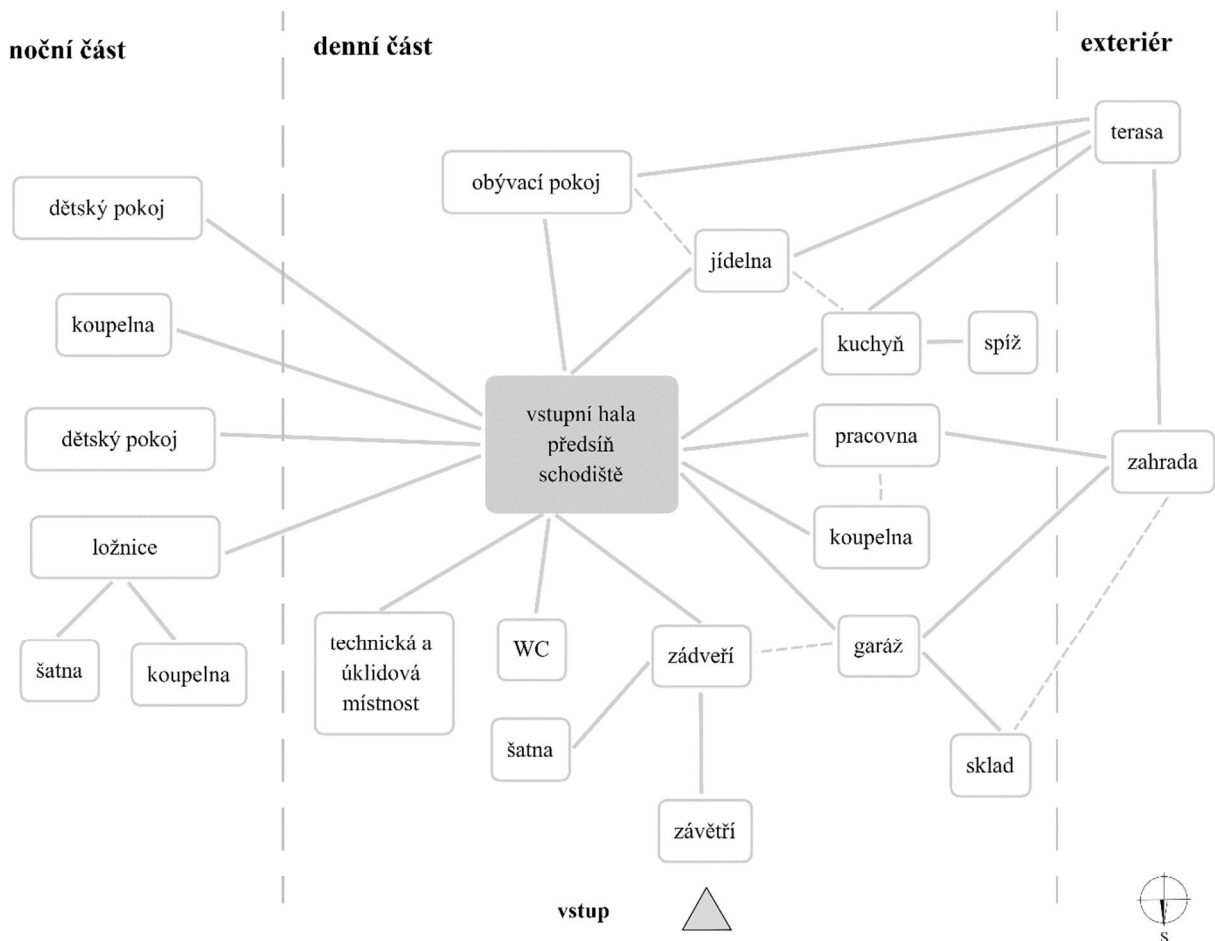 noční část
denní část
exteriér
terasa
obývací pokoj
dětský pokoj
jídelna
koupelna
kuchyň
spíž
vstupní hala
předsíň
schodiště
dětský pokoj
pracovna
zahrada
ložnice
koupelna
technická a
úklidová
místnost
WC
zádveří
garáž
šatna
koupelna
šatna
sklad
závětří
vstup
S